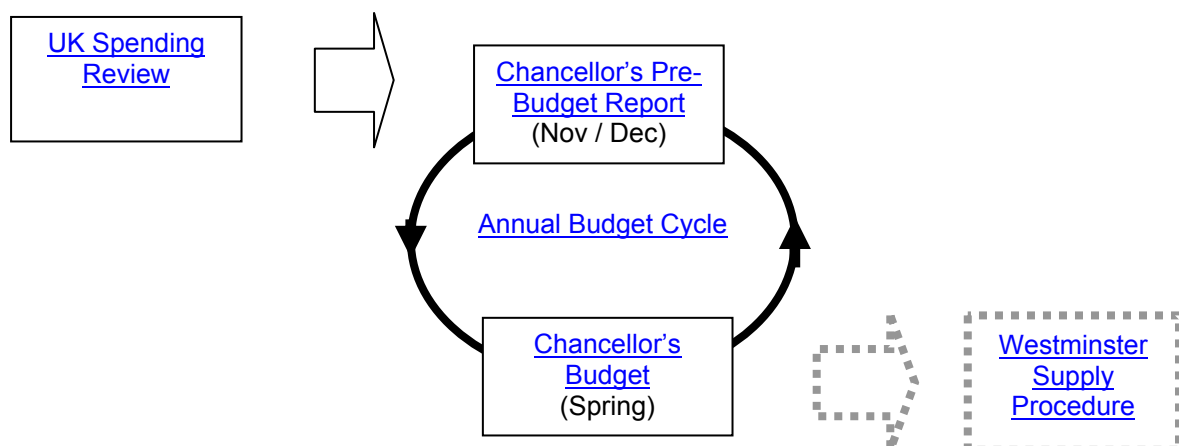 UK Spending
Review
Chancellor's Pre-
Budget Report
(Nov / Dec)
Annual Budget Cycle
Chancellor's
Budget
(Spring)
Westminster
Supply
Procedure